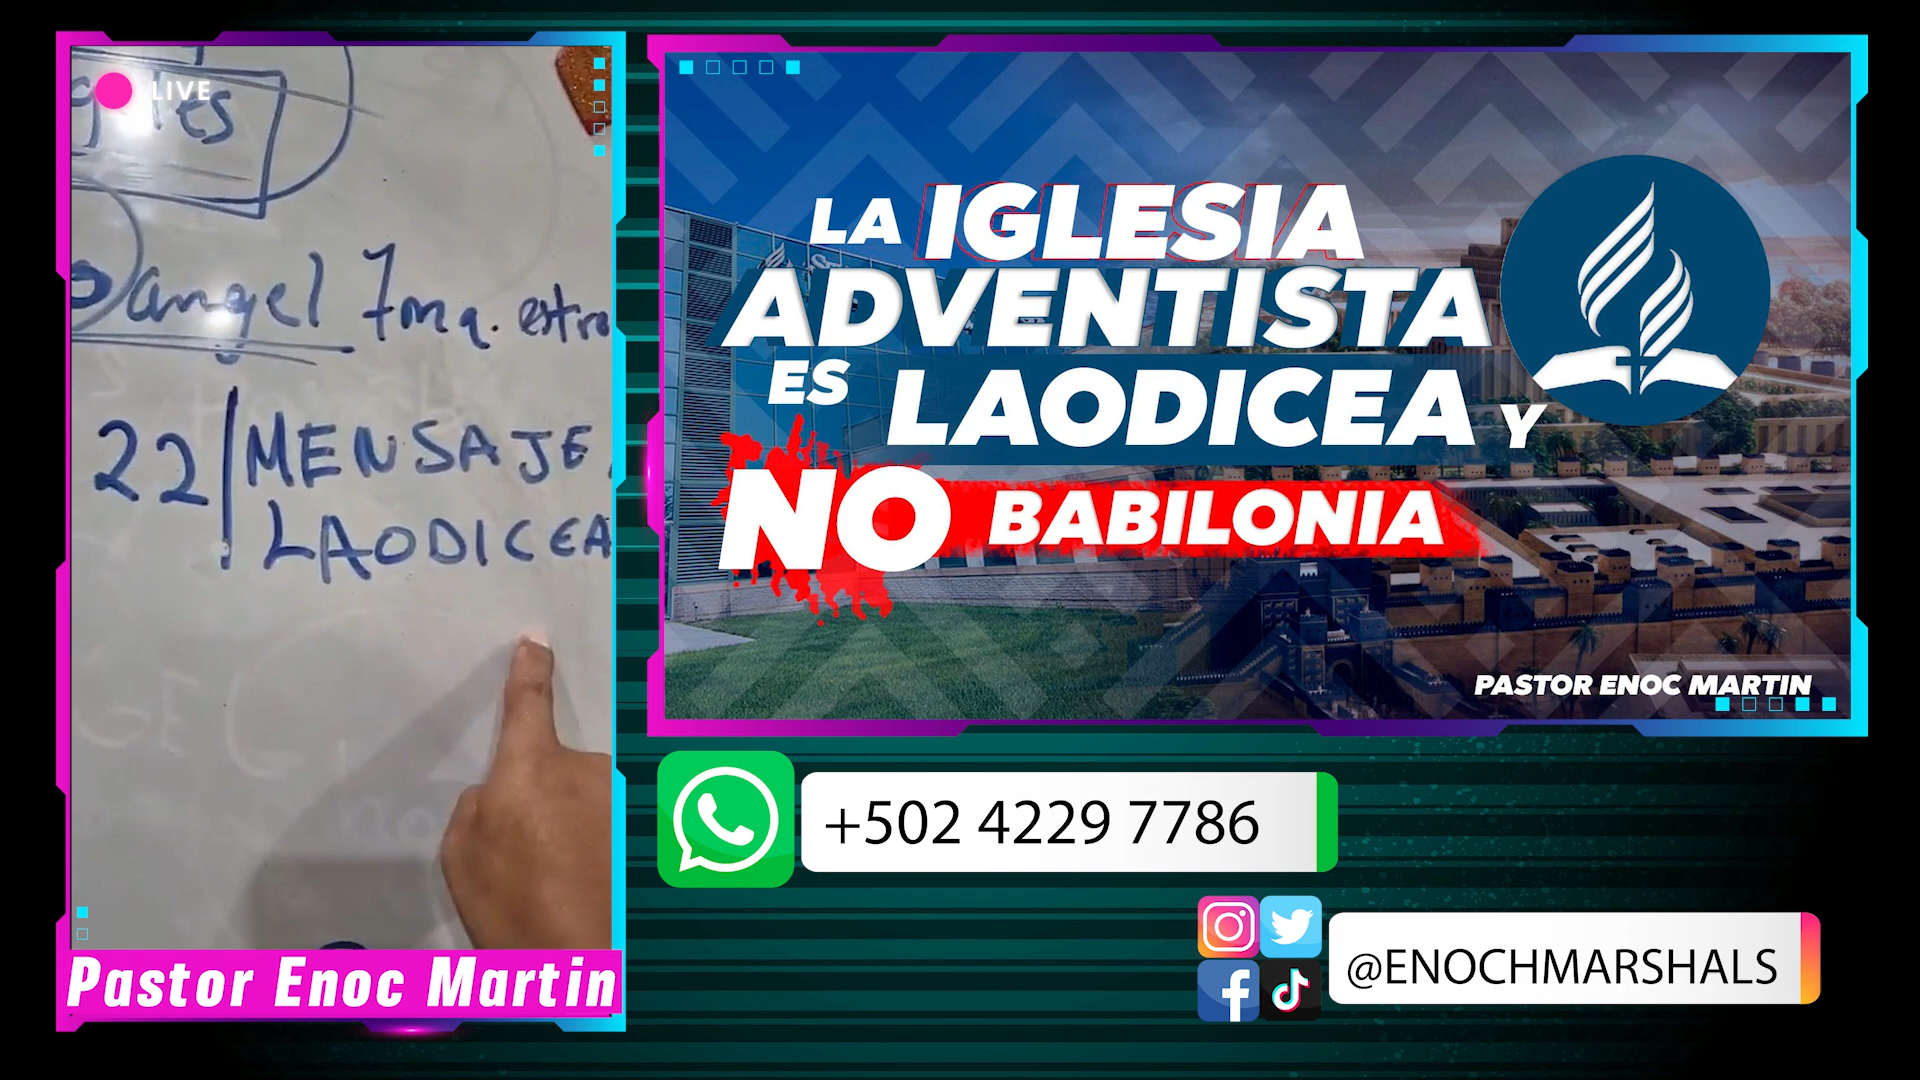 LIVE
angel 7ma. estre
22 MENSAJE
LAODICEA
Pastor Enoc Martin
LA IGLESIA
ADVENTISTA
ES LAODICEA Y
NO BABILONIA
PASTOR ENOC MARTIN
+502 4229 7786
@ENOCHMARSHALS